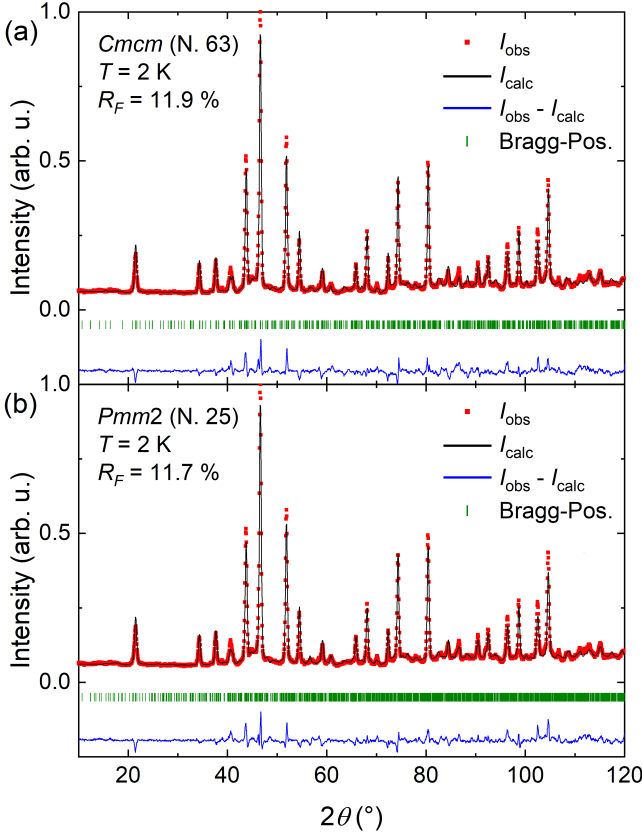 (a)
1.0
Cmcm (N. 63)
T = 2 K
R_F = 11.9 %
I_obs
I_calc
I_obs - I_calc
Bragg-Pos.
0.5
0.0
Intensity (arb. u.)
(b)
1.0
Pmm2 (N. 25)
T = 2 K
R_F = 11.7 %
I_obs
I_calc
I_obs - I_calc
Bragg-Pos.
0.5
0.0
Intensity (arb. u.)
20 40 60 80 100 120
2θ (°)